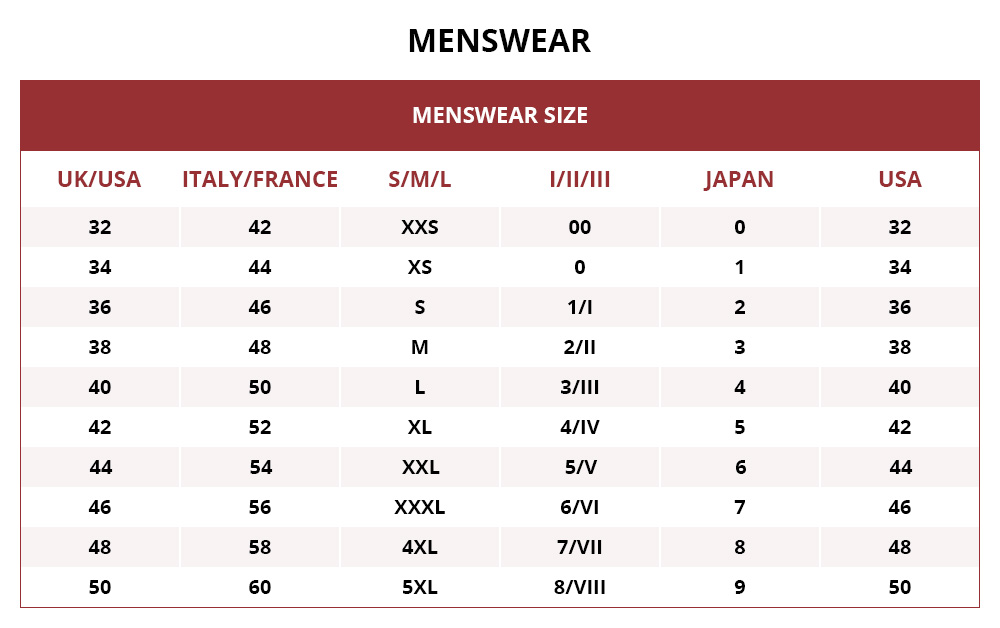 MENSWEAR
MENSWEAR SIZE
UK/USA ITALY/FRANCE S/M/L I/II/III JAPAN USA
32 42 XXS 00 0 32
34 44 XS 0 1 34
36 46 S 1/I 2 36
38 48 M 2/II 3 38
40 50 L 3/III 4 40
42 52 XL 4/IV 5 42
44 54 XXL 5/V 6 44
46 56 XXXL 6/VI 7 46
48 58 4XL 7/VII 8 48
50 60 5XL 8/VIII 9 50